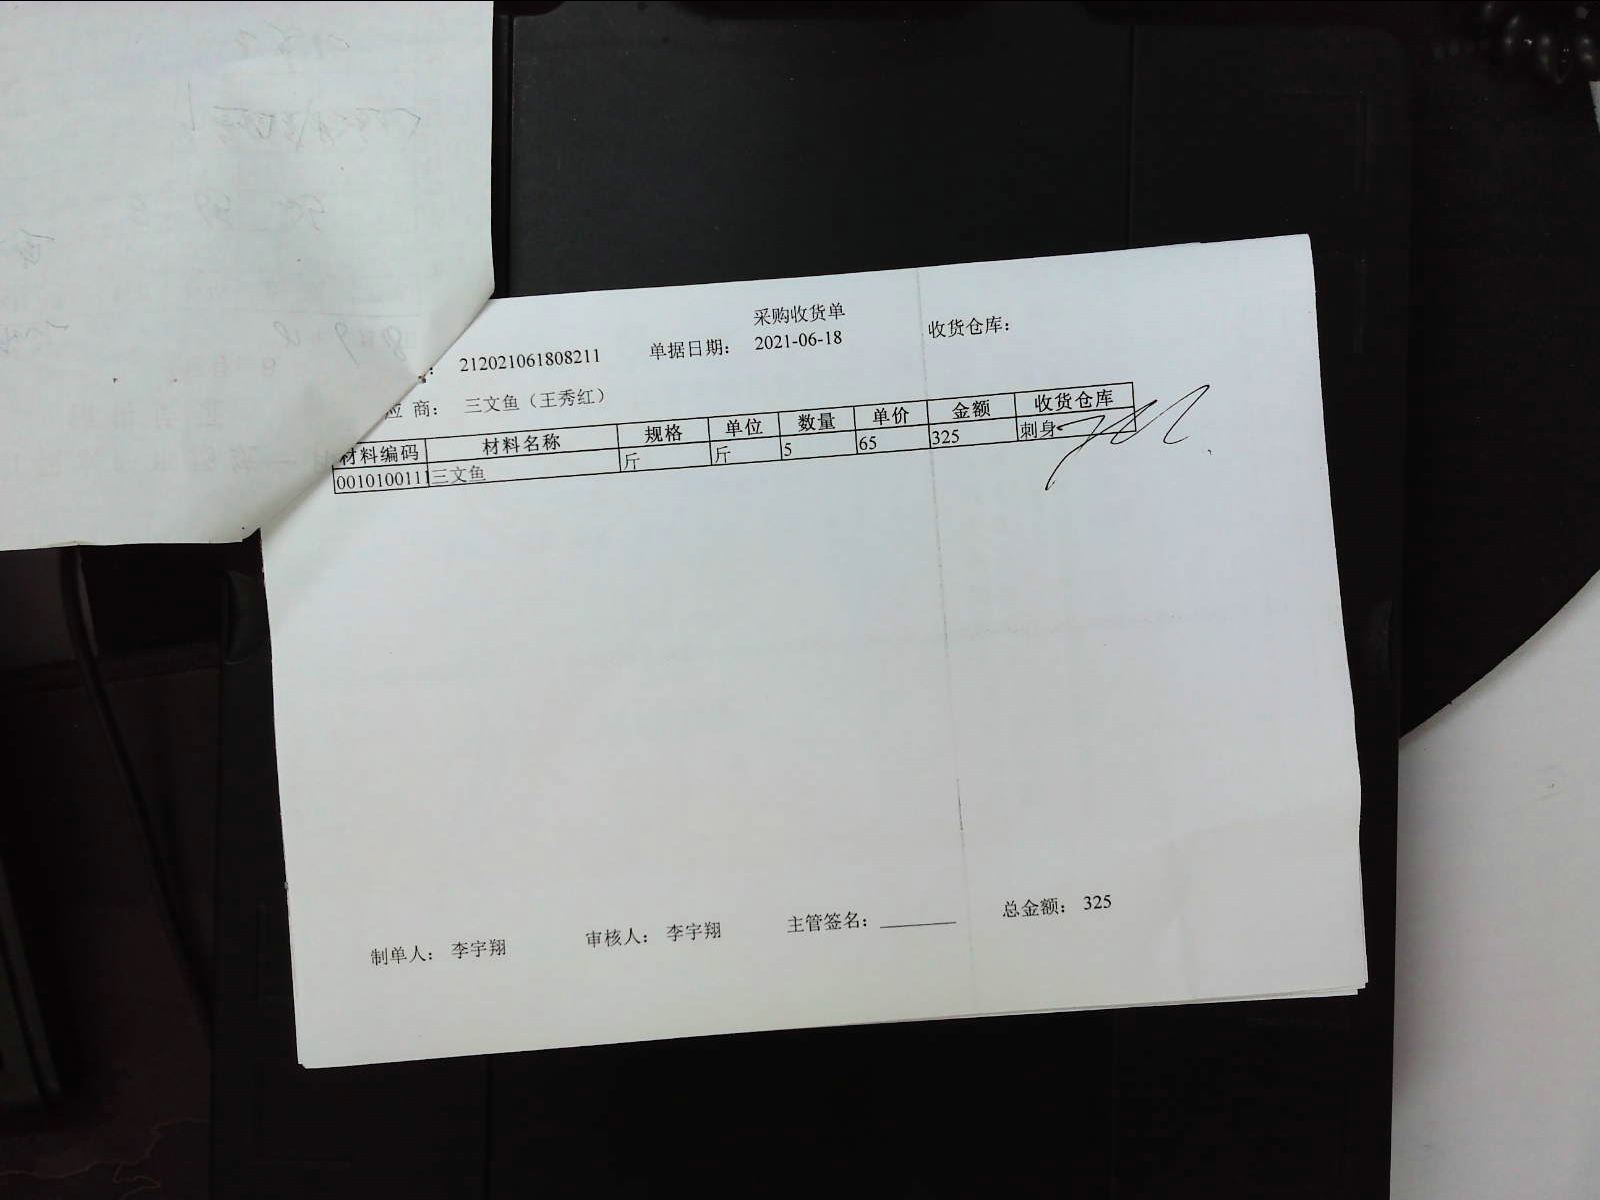 采购收货单
212021061808211 单据日期: 2021-06-18 收货仓库:
应 商: 三文鱼（王秀红）
材料编码 材料名称 规格 单位 数量 单价 金额 收货仓库
0010100111 三文鱼 斤 斤 5 65 325 刺身
制单人: 李宇翔 审核人: 李宇翔 主管签名: 总金额: 325